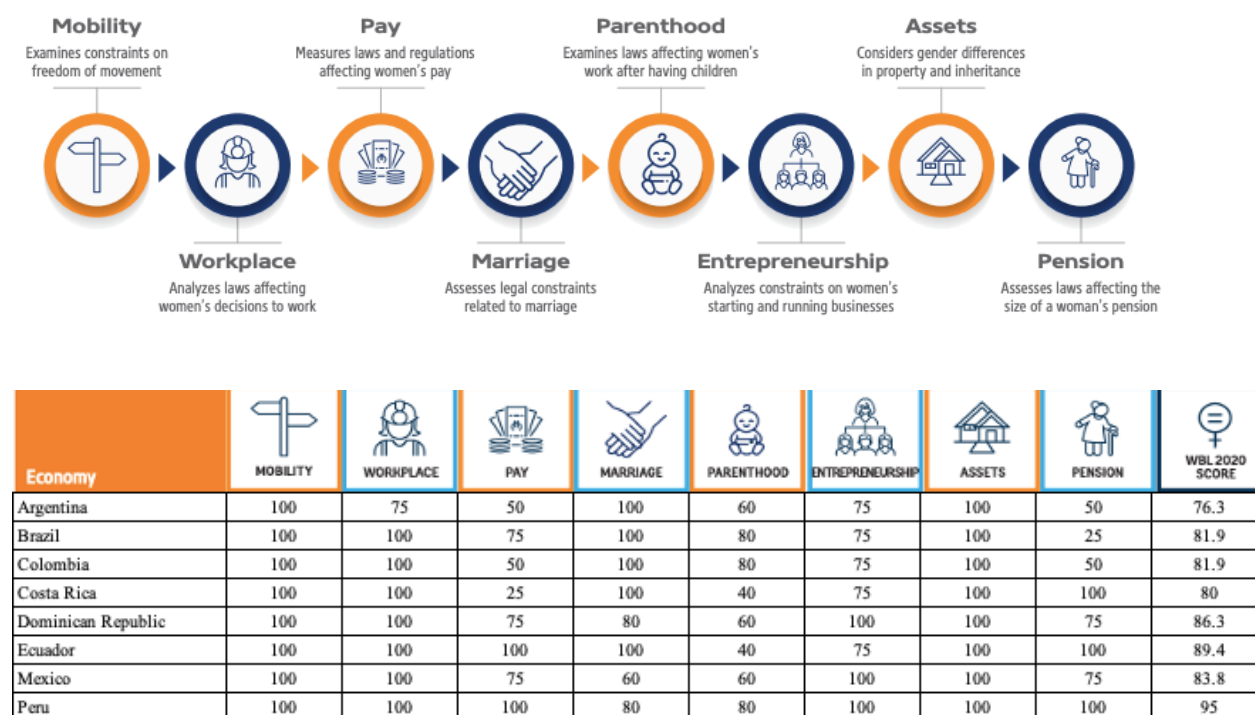 Mobility
Examines constraints on
freedom of movement
Pay
Measures laws and regulations
affecting women's pay
Parenthood
Examines laws affecting women's
work after having children
Assets
Considers gender differences
in property and inheritance
Workplace
Analyzes laws affecting
women's decisions to work
Marriage
Assesses legal constraints
related to marriage
Entrepreneurship
Analyzes constraints on women's
starting and running businesses
Pension
Assesses laws affecting the
size of a woman's pension
Economy MOBILITY WORKPLACE PAY MARRIAGE PARENTHOOD ENTREPRENEURSHIP ASSETS PENSION WBL 2020
SCORE
Argentina 100 75 50 100 60 75 100 50 76.3
Brazil 100 100 75 100 80 75 100 25 81.9
Colombia 100 100 50 100 80 75 100 50 81.9
Costa Rica 100 100 25 100 40 75 100 100 80
Dominican Republic 100 100 75 80 60 100 100 75 86.3
Ecuador 100 100 100 100 40 75 100 100 89.4
Mexico 100 100 75 60 60 100 100 75 83.8
Peru 100 100 100 80 80 100 100 100 95